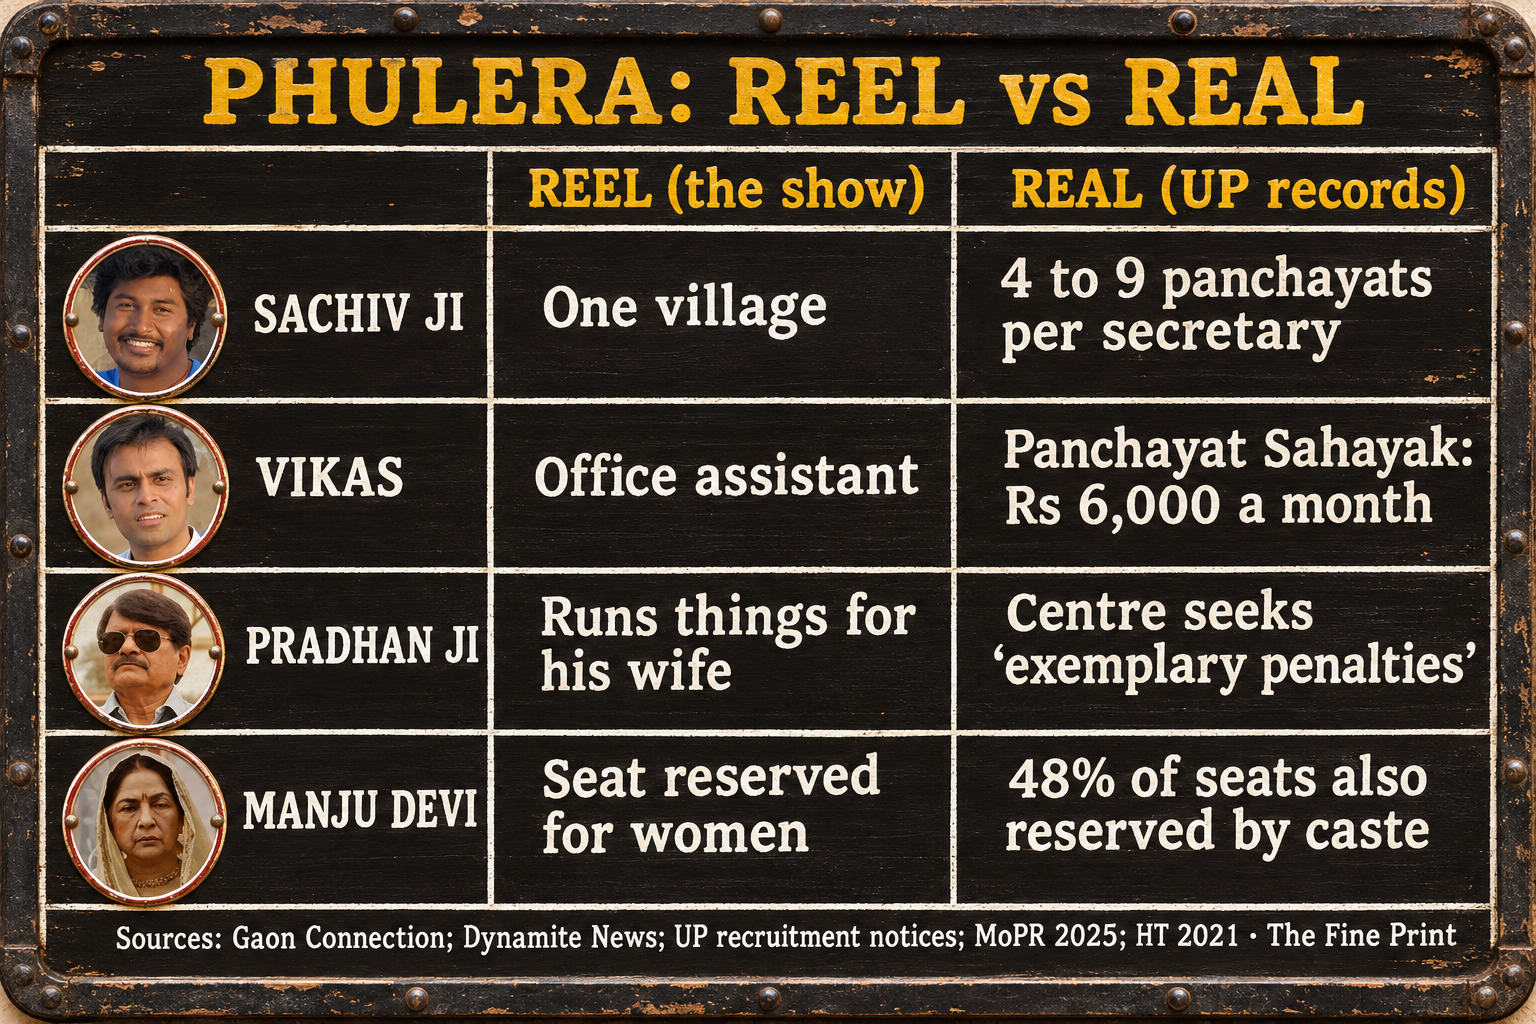 PHULERA: REEL vs REAL
REEL (the show)
REAL (UP records)
SACHIV JI
One village
4 to 9 panchayats
per secretary
VIKAS
Office assistant
Panchayat Sahayak:
Rs 6,000 a month
PRADHAN JI
Runs things for
his wife
Centre seeks
‘exemplary penalties’
MANJU DEVI
Seat reserved
for women
48% of seats also
reserved by caste
Sources: Gaon Connection; Dynamite News; UP recruitment notices; MoPR 2025; HT 2021 · The Fine Print